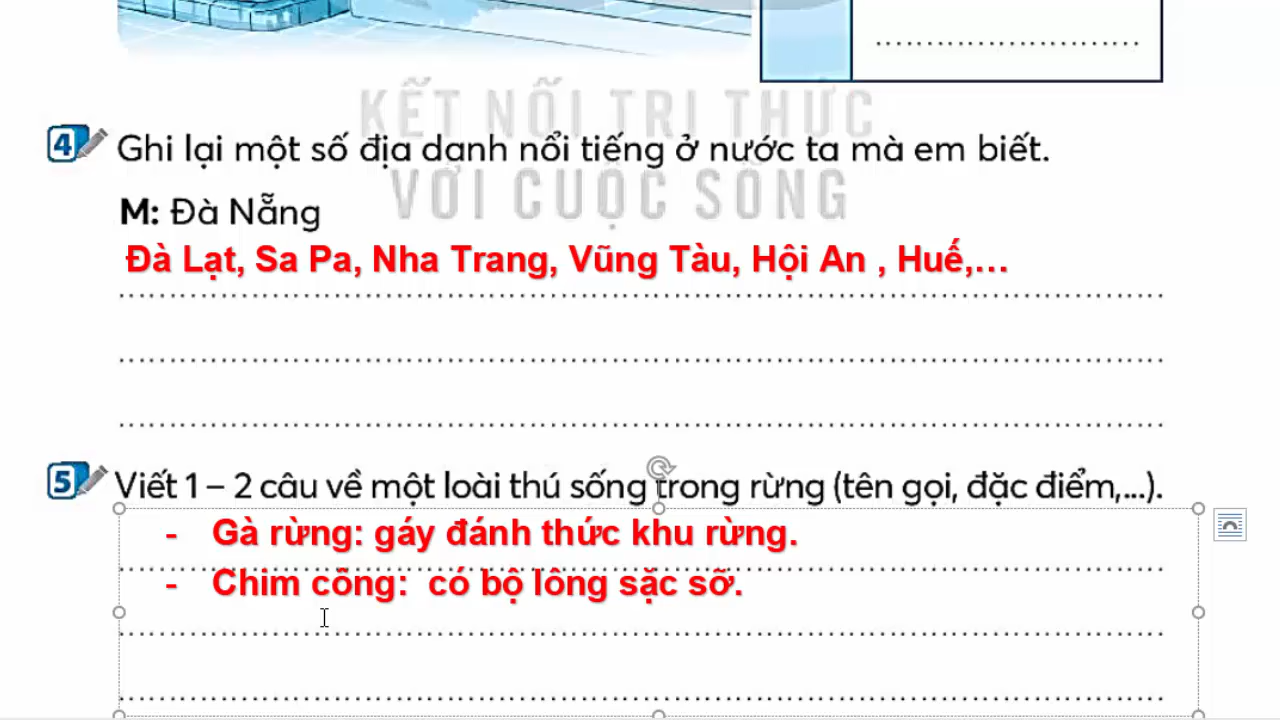 ...........................
KẾT NỐI TRI THỨC
4 Ghi lại một số địa danh nổi tiếng ở nước ta mà em biết.
VỚI CUỘC SỐNG
M: Đà Nẵng
Đà Lạt, Sa Pa, Nha Trang, Vũng Tàu, Hội An , Huế,...
5 Viết 1 – 2 câu về một loài thú sống trong rừng (tên gọi, đặc điểm,...).
- Gà rừng: gáy đánh thức khu rừng.
- Chim công: có bộ lông sặc sỡ.